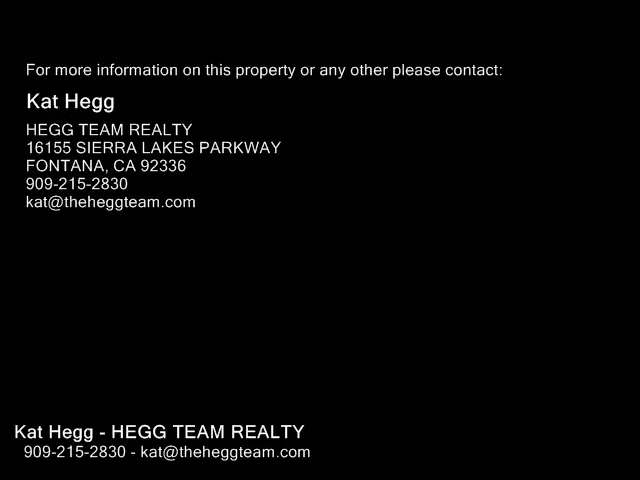 For more information on this property or any other please contact:
Kat Hegg
HEGG TEAM REALTY
16155 SIERRA LAKES PARKWAY
FONTANA, CA 92336
909-215-2830
kat@theheggteam.com
Kat Hegg - HEGG TEAM REALTY
909-215-2830 - kat@theheggteam.com